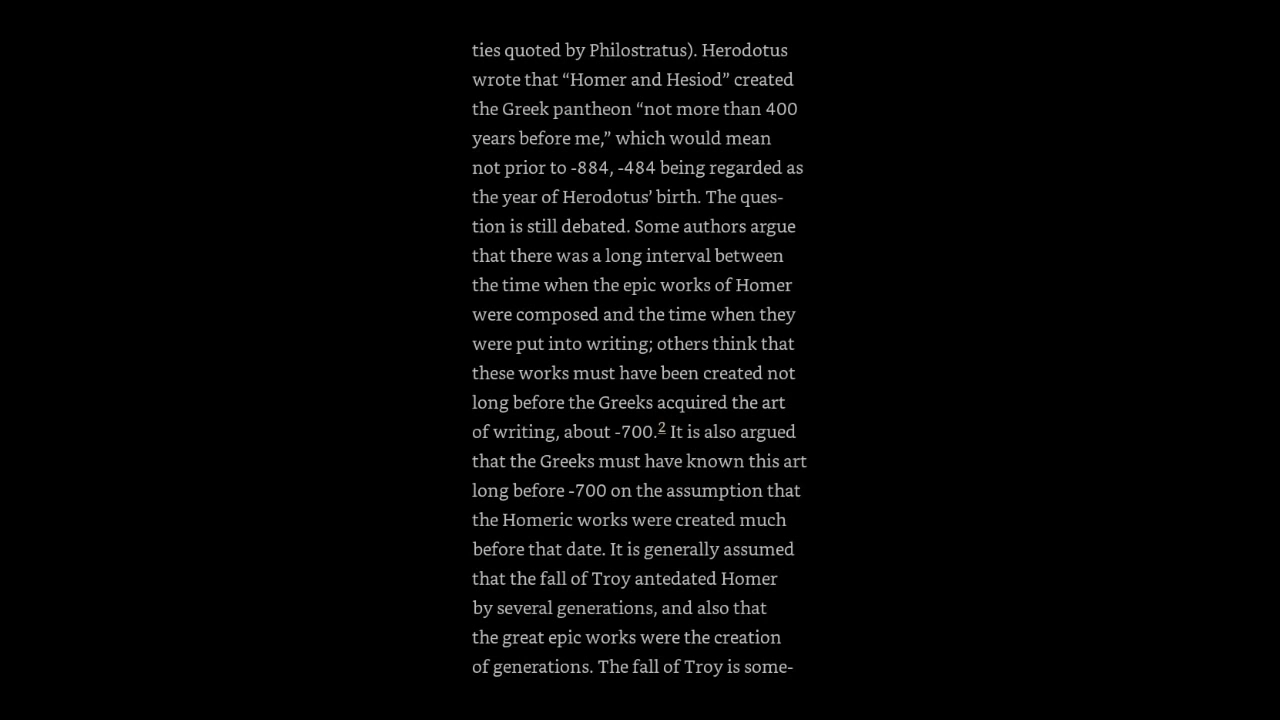 ties quoted by Philostratus). Herodotus
wrote that “Homer and Hesiod” created
the Greek pantheon “not more than 400
years before me,” which would mean
not prior to -884, -484 being regarded as
the year of Herodotus’ birth. The ques-
tion is still debated. Some authors argue
that there was a long interval between
the time when the epic works of Homer
were composed and the time when they
were put into writing; others think that
these works must have been created not
long before the Greeks acquired the art
of writing, about -700.2 It is also argued
that the Greeks must have known this art
long before -700 on the assumption that
the Homeric works were created much
before that date. It is generally assumed
that the fall of Troy antedated Homer
by several generations, and also that
the great epic works were the creation
of generations. The fall of Troy is some-